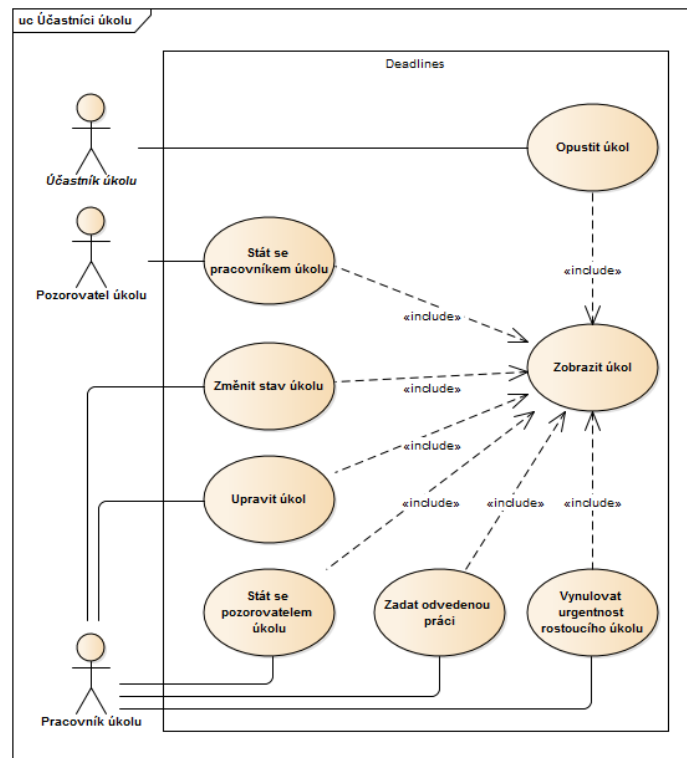 uc Účastníci úkolu
Deadlines
Účastník úkolu
Opustit úkol
Pozorovatel úkolu
Stát se
pracovníkem úkolu
«include»
«include»
Zobrazit úkol
Změnit stav úkolu
«include»
Upravit úkol
«include»
«include»
«include»
«include»
Stát se
pozorovatelem
úkolu
Zadat odvedenou
práci
Vynulovat
urgentnost
rostoucího úkolu
Pracovník úkolu